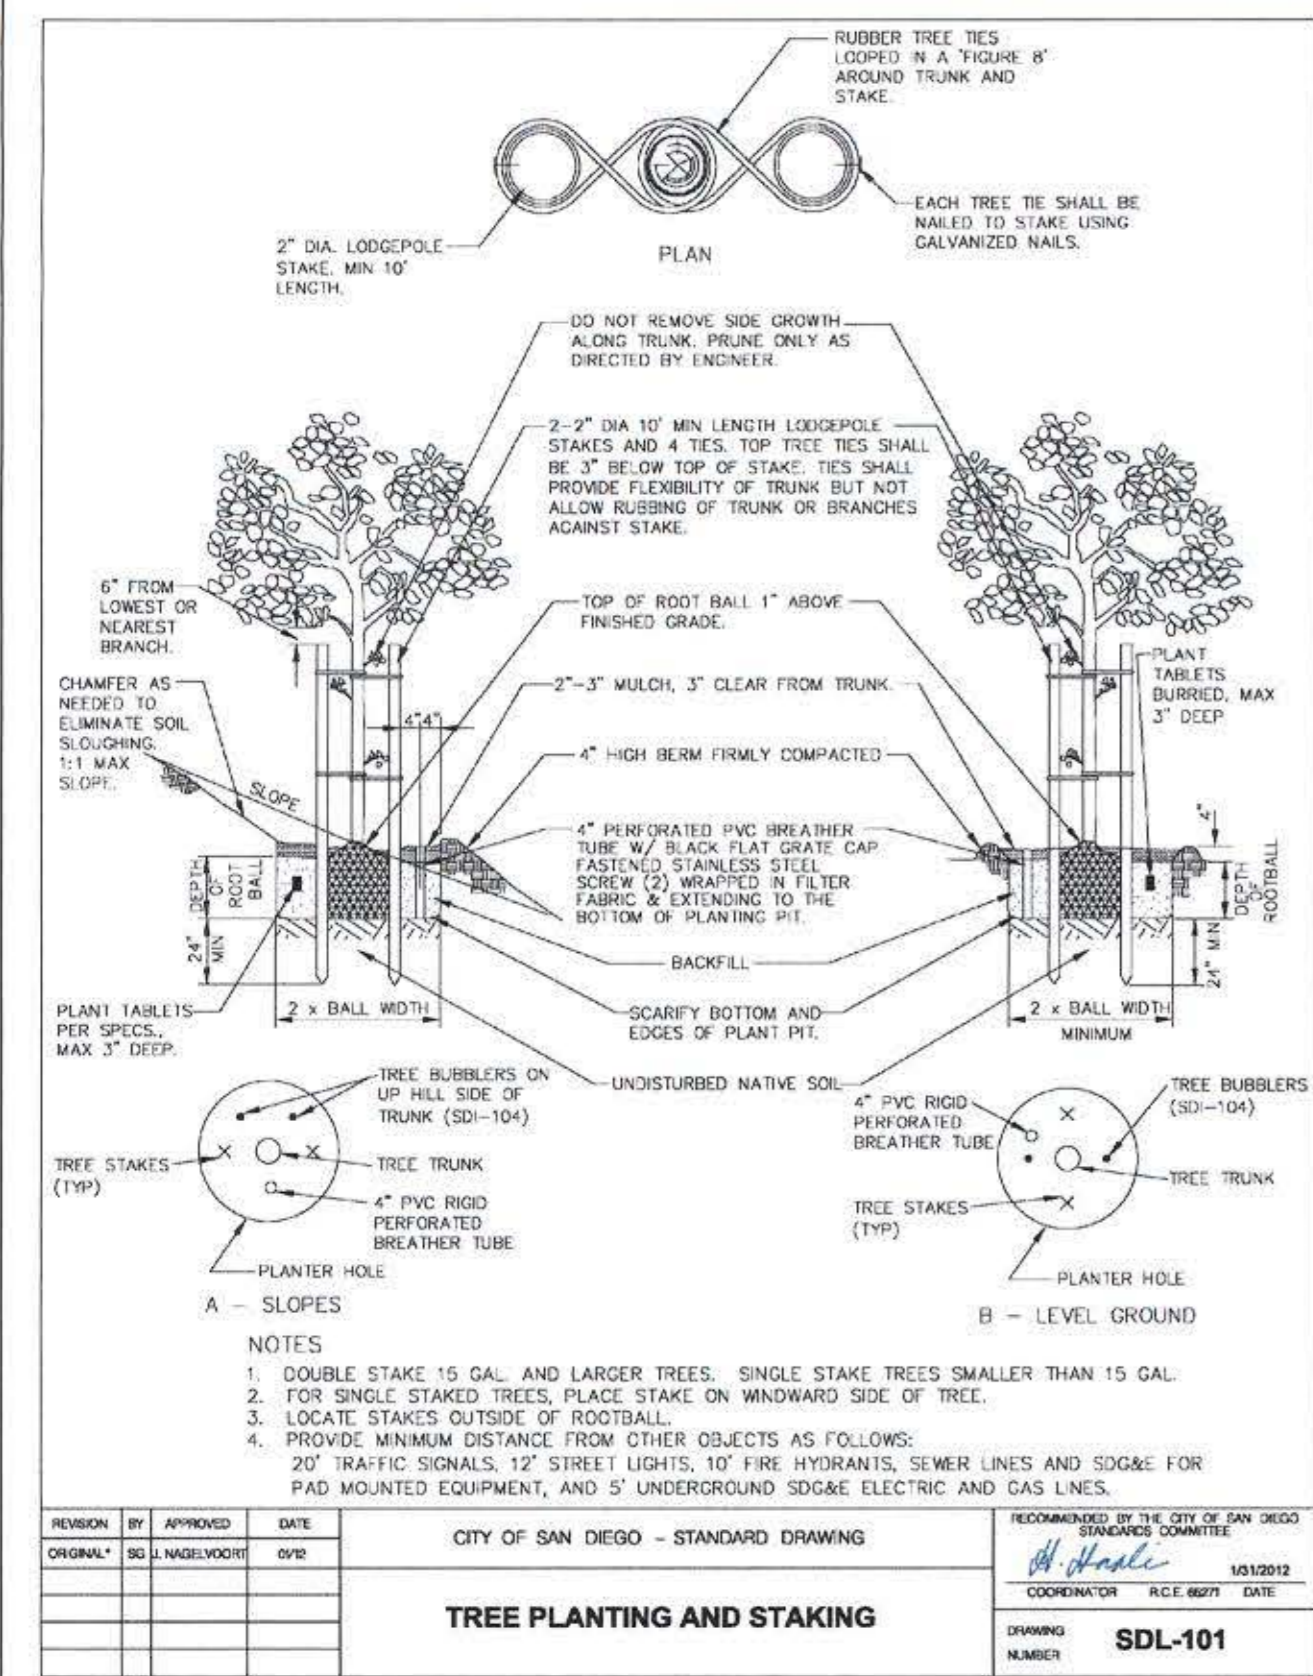 RUBBER TREE TIES
LOOPED IN A 'FIGURE 8'
AROUND TRUNK AND
STAKE.
EACH TREE TIE SHALL BE
NAILED TO STAKE USING
GALVANIZED NAILS.
2" DIA. LODGEPOLE
STAKE, MIN 10'
LENGTH.
PLAN
DO NOT REMOVE SIDE GROWTH
ALONG TRUNK. PRUNE ONLY AS
DIRECTED BY ENGINEER.
2-2" DIA 10' MIN LENGTH LODGEPOLE
STAKES AND 4 TIES. TOP TREE TIES SHALL
BE 3" BELOW TOP OF STAKE. TIES SHALL
PROVIDE FLEXIBILITY OF TRUNK BUT NOT
ALLOW RUBBING OF TRUNK OR BRANCHES
AGAINST STAKE.
6" FROM
LOWEST OR
NEAREST
BRANCH.
TOP OF ROOT BALL 1" ABOVE
FINISHED GRADE.
PLANT
TABLETS
BURRIED, MAX
3" DEEP
CHAMFER AS
NEEDED TO
ELIMINATE SOIL
SLOUGHING.
1:1 MAX
SLOPE.
2"-3" MULCH, 3" CLEAR FROM TRUNK.
4" 4"
4" HIGH BERM FIRMLY COMPACTED
SLOPE
4"
4" PERFORATED PVC BREATHER
TUBE W/ BLACK FLAT GRATE CAP
FASTENED STAINLESS STEEL
SCREW (2) WRAPPED IN FILTER
FABRIC & EXTENDING TO THE
BOTTOM OF PLANTING PIT.
DEPTH
OF
ROOT
BALL
DEPTH
OF
ROOTBALL
24"
MIN
24" MIN
BACKFILL
PLANT TABLETS
PER SPECS.,
MAX 3" DEEP.
2 x BALL WIDTH
SCARIFY BOTTOM AND
EDGES OF PLANT PIT.
2 x BALL WIDTH
MINIMUM
UNDISTURBED NATIVE SOIL
TREE BUBBLERS ON
UP HILL SIDE OF
TRUNK (SDI-104)
TREE STAKES
(TYP)
TREE TRUNK
4" PVC RIGID
PERFORATED
BREATHER TUBE
PLANTER HOLE
A - SLOPES
4" PVC RIGID
PERFORATED
BREATHER TUBE
TREE BUBBLERS
(SDI-104)
TREE TRUNK
TREE STAKES
(TYP)
PLANTER HOLE
B - LEVEL GROUND
NOTES
1. DOUBLE STAKE 15 GAL. AND LARGER TREES. SINGLE STAKE TREES SMALLER THAN 15 GAL.
2. FOR SINGLE STAKED TREES, PLACE STAKE ON WINDWARD SIDE OF TREE.
3. LOCATE STAKES OUTSIDE OF ROOTBALL.
4. PROVIDE MINIMUM DISTANCE FROM OTHER OBJECTS AS FOLLOWS:
20' TRAFFIC SIGNALS, 12' STREET LIGHTS, 10' FIRE HYDRANTS, SEWER LINES AND SDG&E FOR
PAD MOUNTED EQUIPMENT, AND 5' UNDERGROUND SDG&E ELECTRIC AND GAS LINES.
REVISION BY APPROVED DATE
ORIGINAL* SG J. NAGELVOORT 01/12
CITY OF SAN DIEGO - STANDARD DRAWING
TREE PLANTING AND STAKING
RECOMMENDED BY THE CITY OF SAN DIEGO
STANDARDS COMMITTEE
1/31/2012
COORDINATOR R.C.E. 66271 DATE
DRAWING
NUMBER
SDL-101